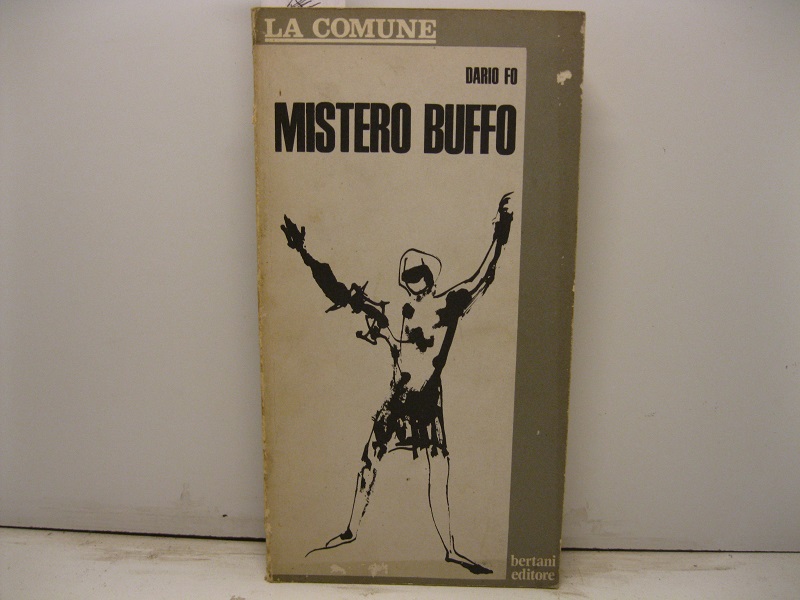 LA COMUNE
DARIO FO
MISTERO BUFFO
bertani
editore